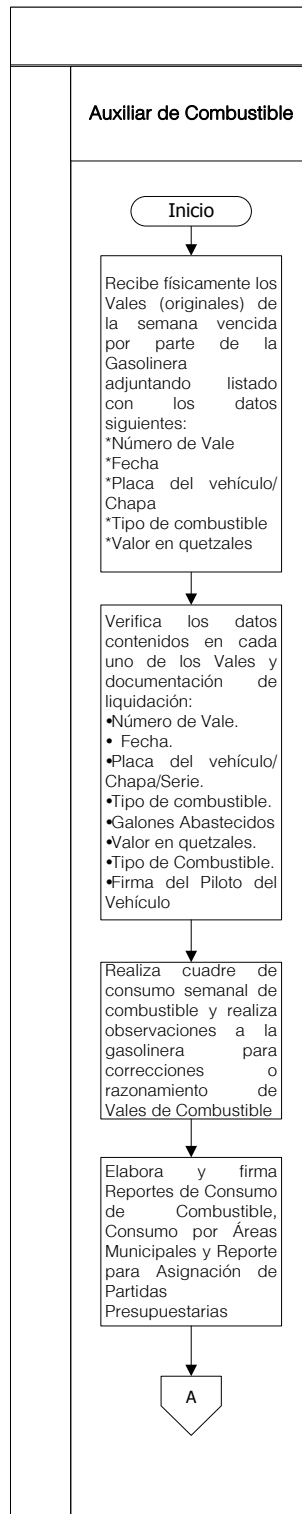 Auxiliar de Combustible
Inicio
Recibe físicamente los
Vales (originales) de
la semana vencida
por parte de la
Gasolinera
adjuntando listado
con los datos
siguientes:
*Número de Vale
*Fecha
*Placa del vehículo/
Chapa
*Tipo de combustible
*Valor en quetzales
Verifica los datos
contenidos en cada
uno de los Vales y
documentación de
liquidación:
•Número de Vale.
• Fecha.
•Placa del vehículo/
Chapa/Serie.
•Tipo de combustible.
•Galones Abastecidos
•Valor en quetzales.
•Tipo de Combustible.
•Firma del Piloto del
Vehículo
Realiza cuadre de
consumo semanal de
combustible y realiza
observaciones a la
gasolinera para
correcciones o
razonamiento de
Vales de Combustible
Elabora y firma
Reportes de Consumo
de Combustible,
Consumo por Áreas
Municipales y Reporte
para Asignación de
Partidas
Presupuestarias
A